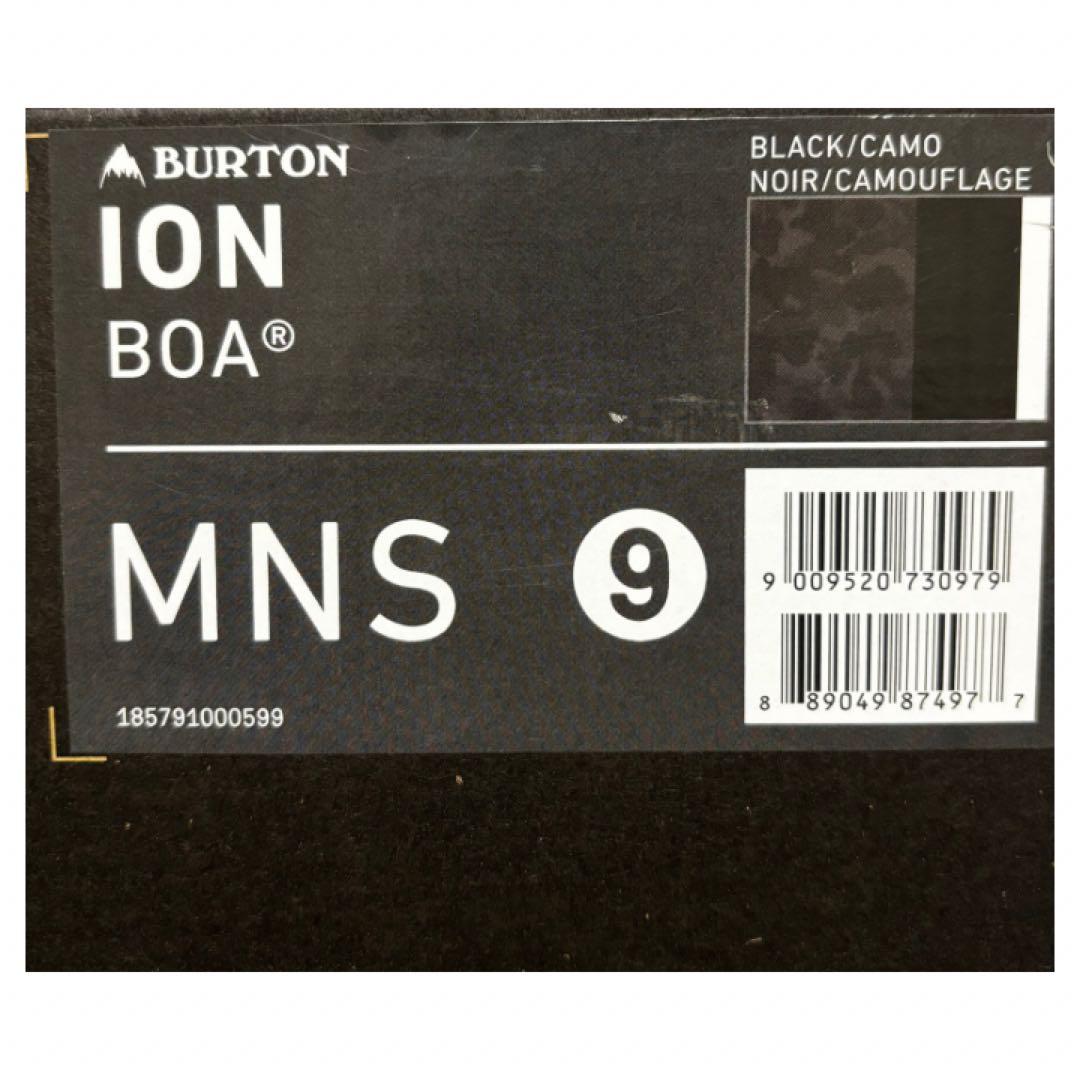 BURTON
ION
BOA®
BLACK/CAMO
NOIR/CAMOUFLAGE
MNS 9
9 009520 730979
8 89049 87497 7
185791000599